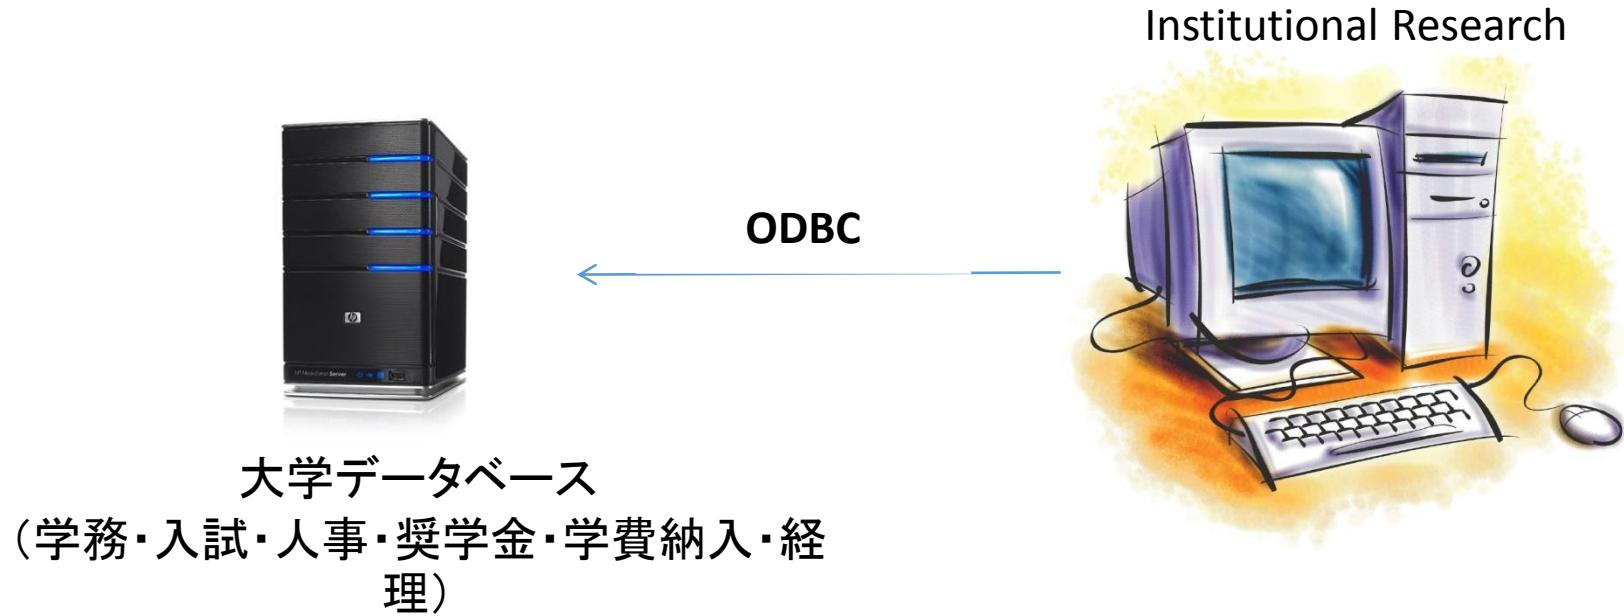 Institutional Research
ODBC
大学データベース
（学務・入試・人事・奨学金・学費納入・経
理）